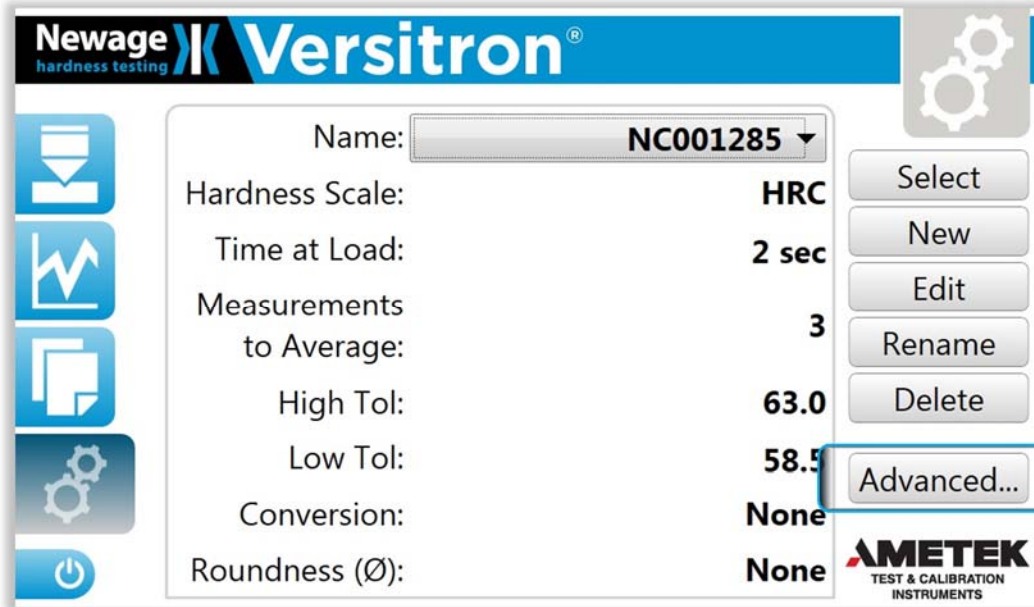 Newage
hardness testing
Versitron®
Name: NC001285
Hardness Scale: HRC
Time at Load: 2 sec
Measurements
to Average: 3
High Tol: 63.0
Low Tol: 58.5
Conversion: None
Roundness (Ø): None
Select
New
Edit
Rename
Delete
Advanced...
AMETEK
TEST & CALIBRATION
INSTRUMENTS